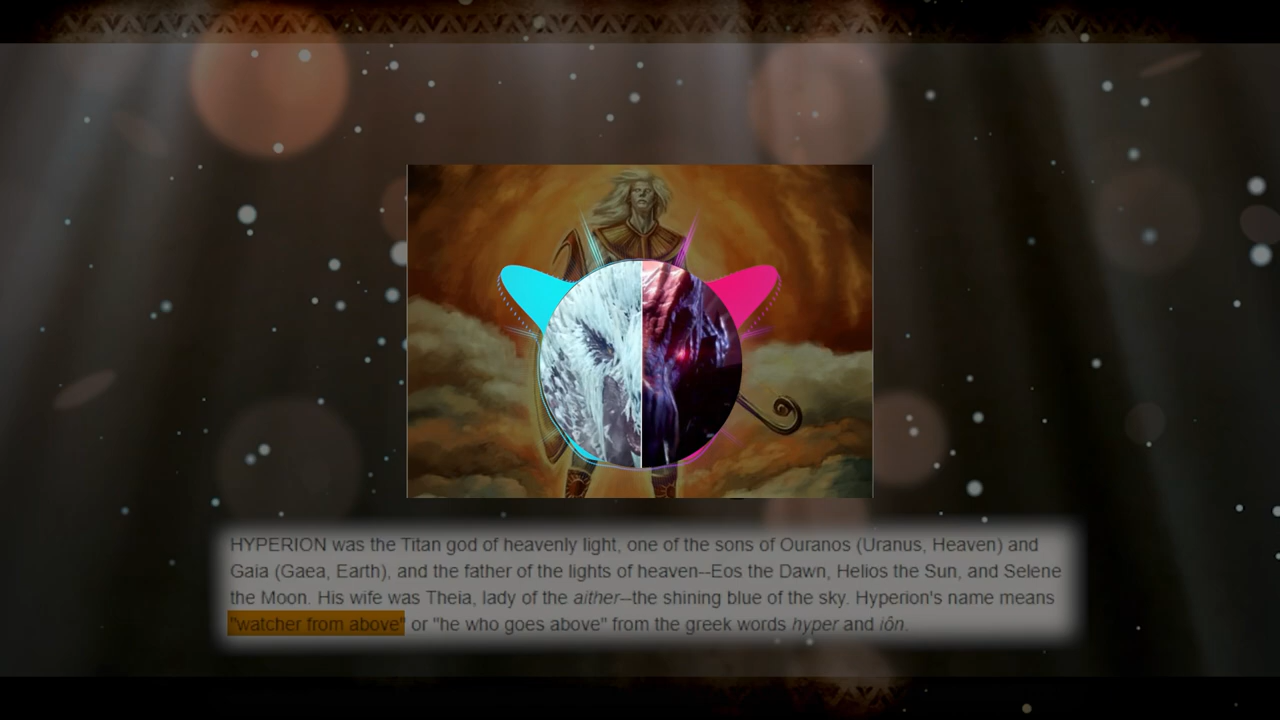 HYPERION was the Titan god of heavenly light, one of the sons of Ouranos (Uranus, Heaven) and
Gaia (Gaea, Earth), and the father of the lights of heaven--Eos the Dawn, Helios the Sun, and Selene
the Moon. His wife was Theia, lady of the aither--the shining blue of the sky. Hyperion's name means
"watcher from above" or "he who goes above" from the greek words hyper and iôn.